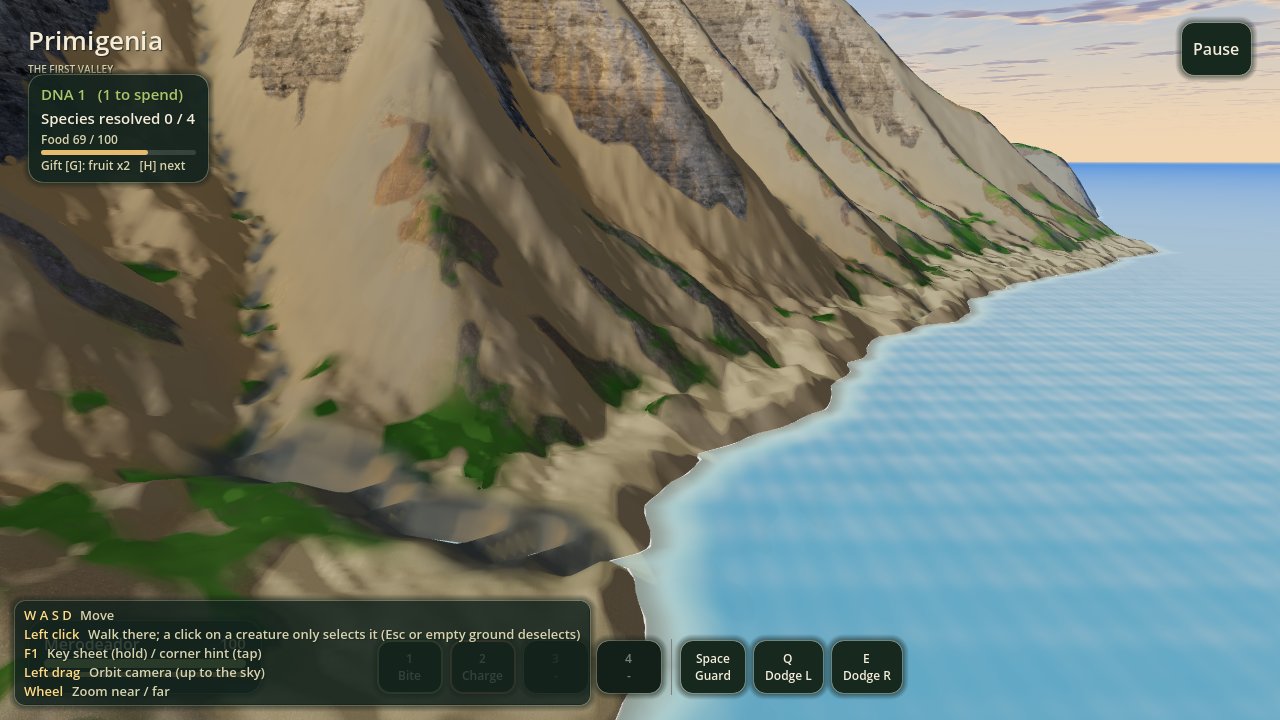 Primigenia
THE FIRST VALLEY
DNA 1 (1 to spend)
Species resolved 0 / 4
Food 69 / 100
Gift [G]: fruit x2 [H] next
Pause
W A S D Move
Left click Walk there; a click on a creature only selects it (Esc or empty ground deselects)
F1 Key sheet (hold) / corner hint (tap)
Left drag Orbit camera (up to the sky)
Wheel Zoom near / far
Merodeador
1
Bite
2
Charge
3
-
4
-
Space
Guard
Q
Dodge L
E
Dodge R